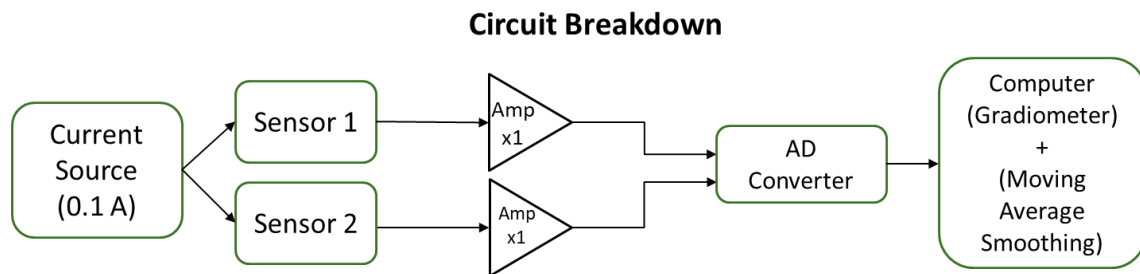 Circuit Breakdown
Current
Source
(0.1 A)
Sensor 1
Sensor 2
Amp
x1
Amp
x1
AD
Converter
Computer
(Gradiometer)
+
(Moving
Average
Smoothing)